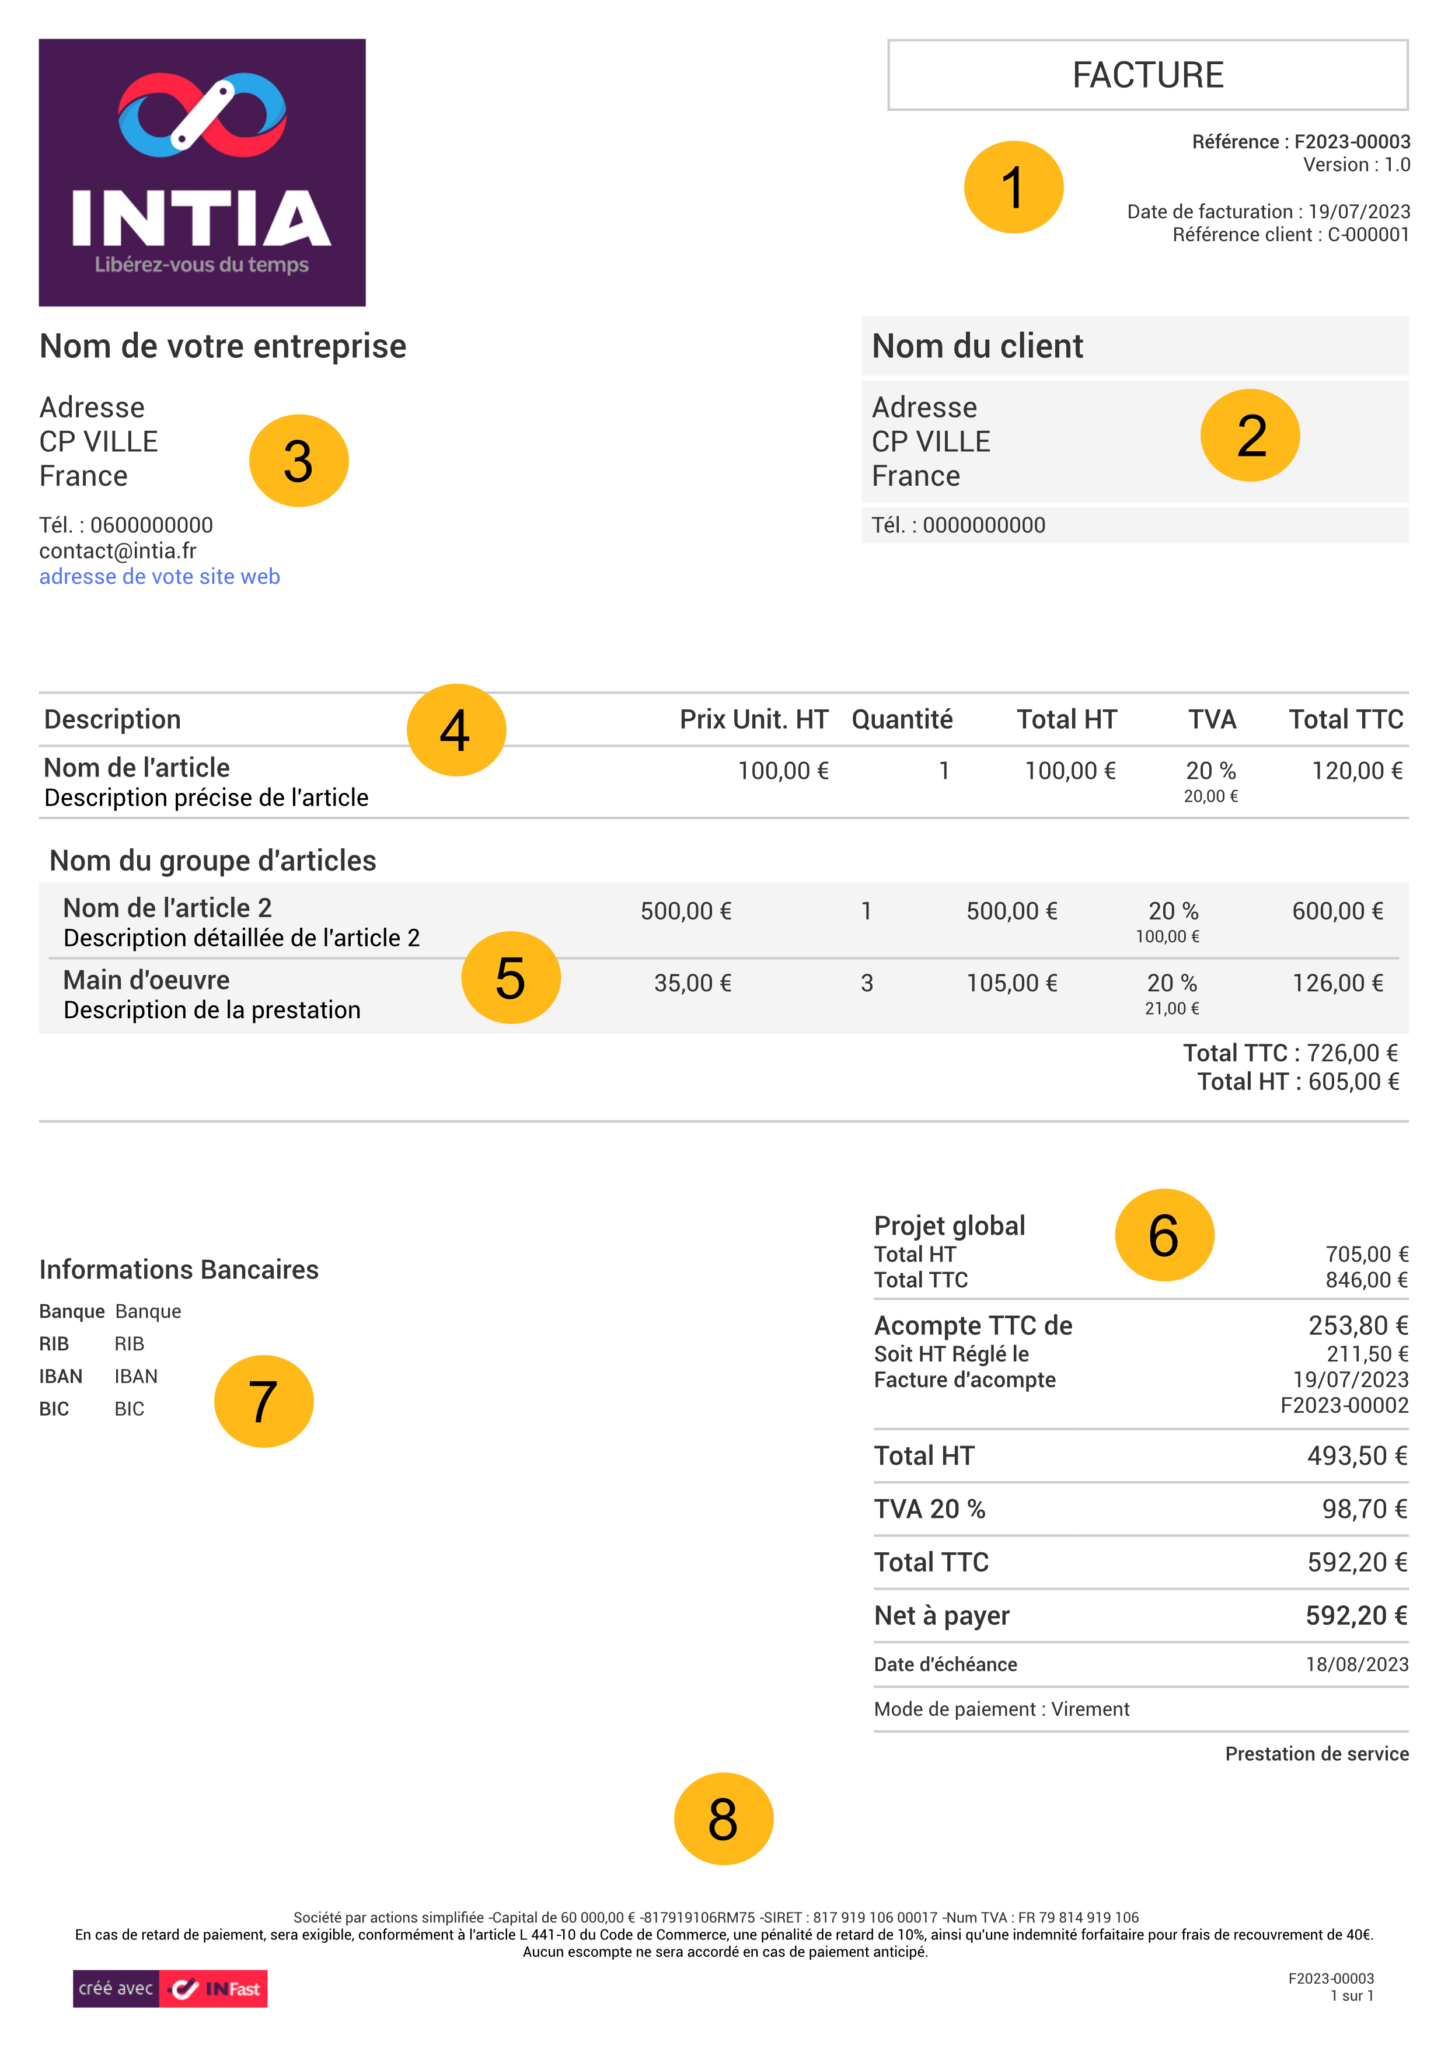 INTIA
Libérez-vous du temps
FACTURE
Référence : F2023-00003
Version : 1.0
1
Date de facturation : 19/07/2023
Référence client : C-000001
Nom de votre entreprise
Adresse
CP VILLE
France
3
Tél. : 0600000000
contact@intia.fr
adresse de vote site web
Nom du client
Adresse
CP VILLE
France
2
Tél. : 0000000000
4
Description Prix Unit. HT Quantité Total HT TVA Total TTC
Nom de l'article 100,00 € 1 100,00 € 20 % 120,00 €
Description précise de l'article 20,00 €
Nom du groupe d'articles
Nom de l'article 2 500,00 € 1 500,00 € 20 % 600,00 €
Description détaillée de l'article 2 100,00 €
5
Main d'oeuvre 35,00 € 3 105,00 € 20 % 126,00 €
Description de la prestation 21,00 €
Total TTC : 726,00 €
Total HT : 605,00 €
Informations Bancaires
Banque Banque
RIB RIB
IBAN IBAN
BIC BIC
7
Projet global
6
Total HT 705,00 €
Total TTC 846,00 €
Acompte TTC de 253,80 €
Soit HT Réglé le 211,50 €
Facture d'acompte 19/07/2023
F2023-00002
Total HT 493,50 €
TVA 20 % 98,70 €
Total TTC 592,20 €
Net à payer 592,20 €
Date d'échéance 18/08/2023
Mode de paiement : Virement
Prestation de service
8
Société par actions simplifiée -Capital de 60 000,00 € -817919106RM75 -SIRET : 817 919 106 00017 -Num TVA : FR 79 814 919 106
En cas de retard de paiement, sera exigible, conformément à l'article L 441-10 du Code de Commerce, une pénalité de retard de 10%, ainsi qu'une indemnité forfaitaire pour frais de recouvrement de 40€.
Aucun escompte ne sera accordé en cas de paiement anticipé.
créé avec INFast
F2023-00003
1 sur 1